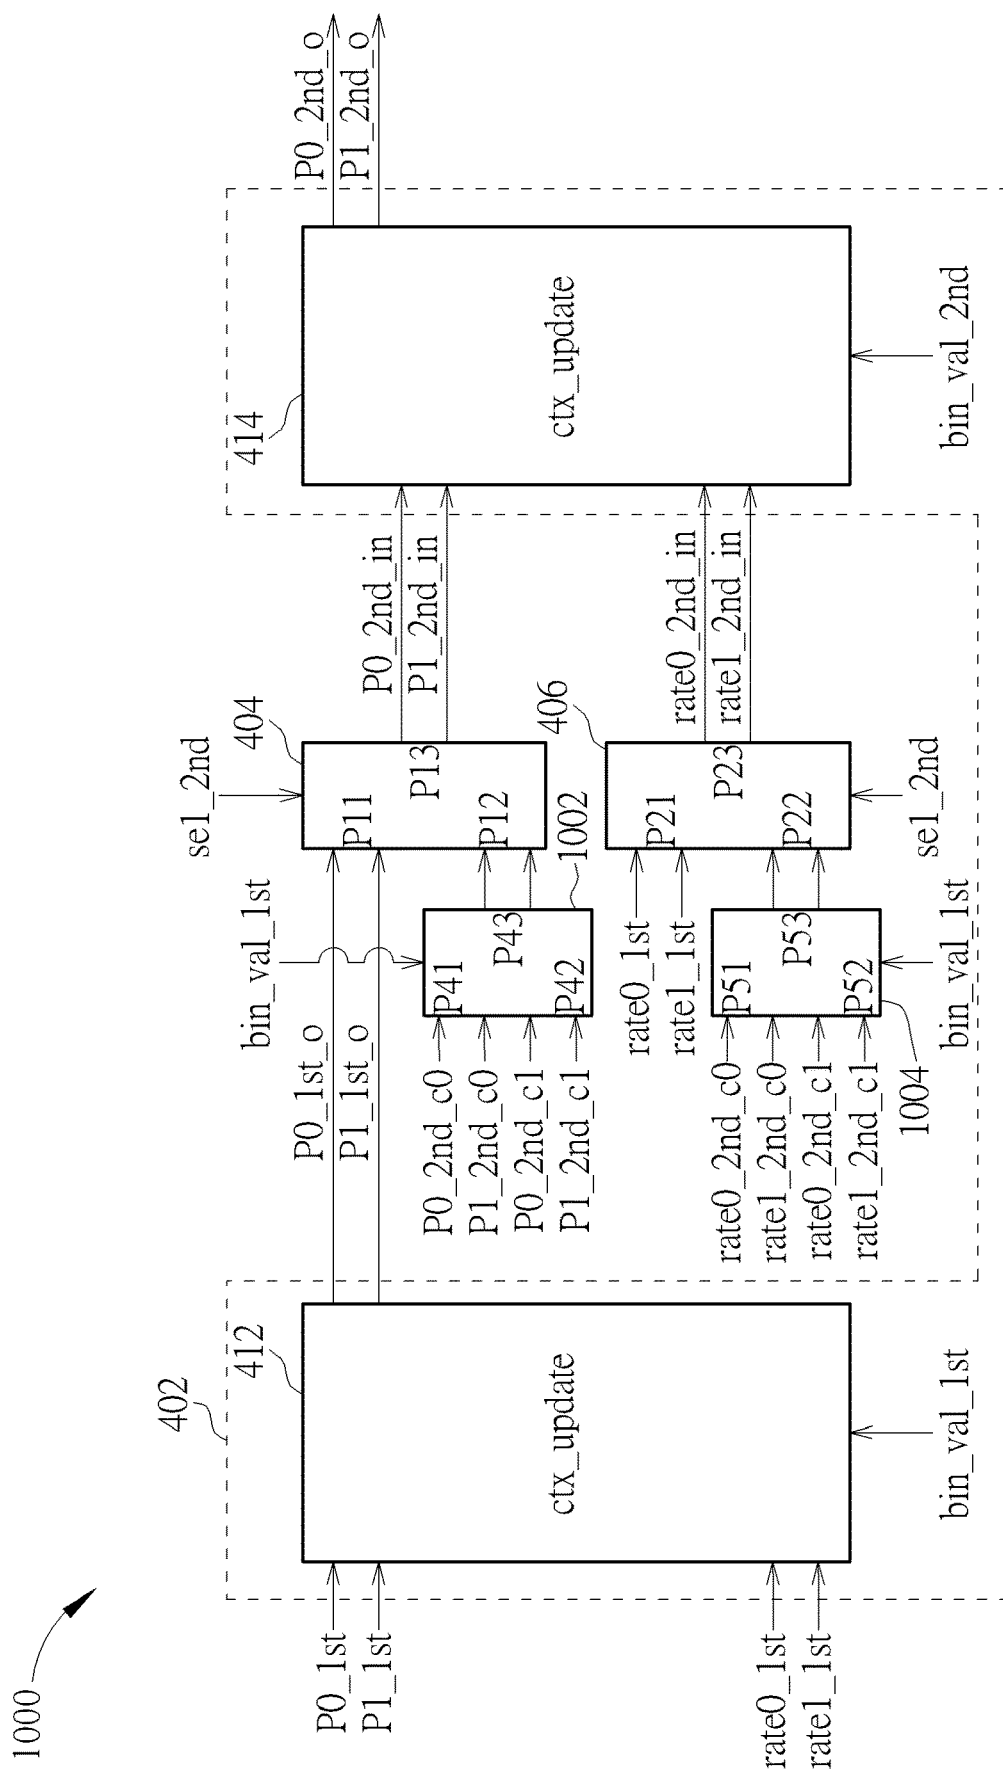 1000
402
412
ctx_update
P0_1st
P1_1st
rate0_1st
rate1_1st
bin_val_1st
P0_1st_o
P1_1st_o
bin_val_1st
P0_2nd_c0
P1_2nd_c0
P0_2nd_c1
P1_2nd_c1
P41
P42
P43
1002
rate0_2nd_c0
rate1_2nd_c0
rate0_2nd_c1
rate1_2nd_c1
P51
P52
P53
1004
bin_val_1st
sel_2nd
404
P11
P12
P13
rate0_1st
rate1_1st
406
P21
P22
P23
sel_2nd
P0_2nd_in
P1_2nd_in
rate0_2nd_in
rate1_2nd_in
414
ctx_update
bin_val_2nd
P0_2nd_o
P1_2nd_o